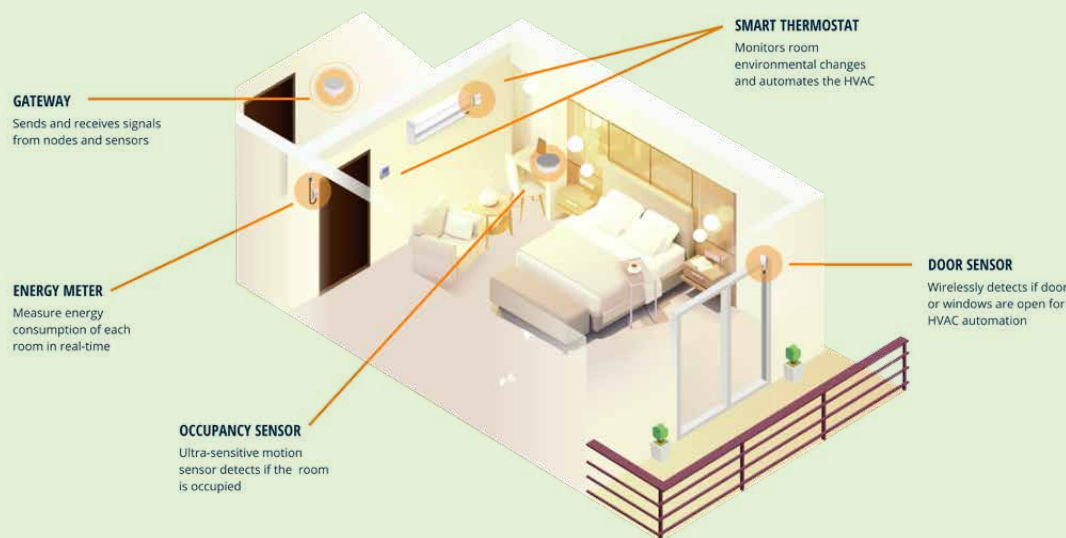 SMART THERMOSTAT
Monitors room
environmental changes
and automates the HVAC
GATEWAY
Sends and receives signals
from nodes and sensors
ENERGY METER
Measure energy
consumption of each
room in real-time
DOOR SENSOR
Wirelessly detects if door
or windows are open for
HVAC automation
OCCUPANCY SENSOR
Ultra-sensitive motion
sensor detects if the room
is occupied